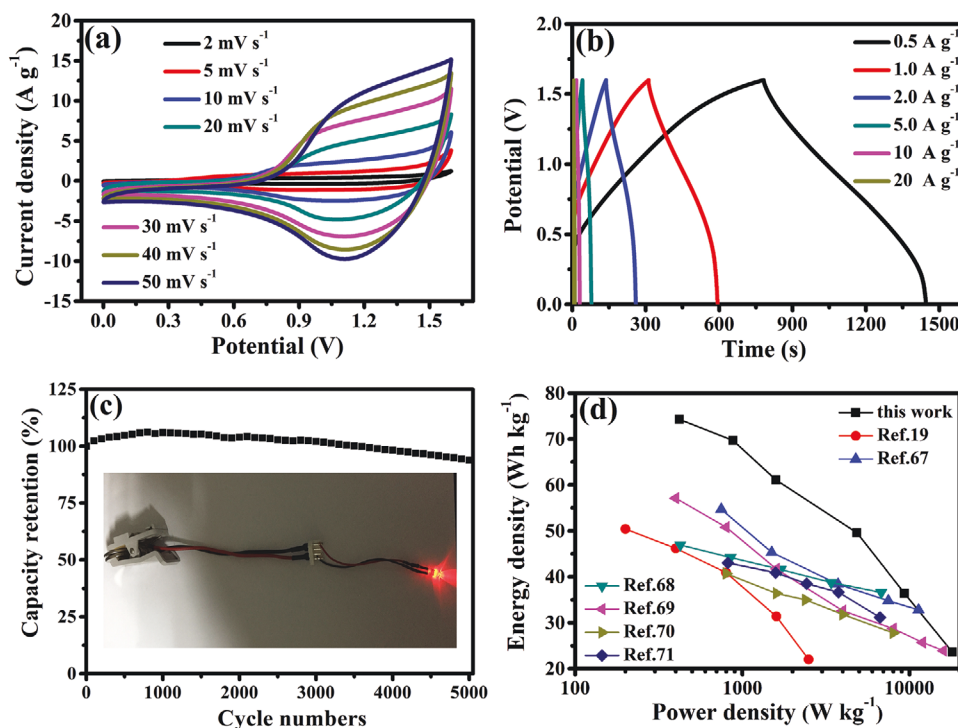 (a)
2 mV s⁻¹
5 mV s⁻¹
10 mV s⁻¹
20 mV s⁻¹
30 mV s⁻¹
40 mV s⁻¹
50 mV s⁻¹
Current density (A g⁻¹)
20
15
10
5
0
-5
-10
-15
0.0 0.3 0.6 0.9 1.2 1.5
Potential (V)
(b)
0.5 A g⁻¹
1.0 A g⁻¹
2.0 A g⁻¹
5.0 A g⁻¹
10 A g⁻¹
20 A g⁻¹
Potential (V)
2.0
1.5
1.0
0.5
0.0
0 300 600 900 1200 1500
Time (s)
(c)
Capacity retention (%)
125
100
75
50
25
0
0 1000 2000 3000 4000 5000
Cycle numbers
(d)
this work
Ref.19
Ref.67
Ref.68
Ref.69
Ref.70
Ref.71
Energy density (Wh kg⁻¹)
80
70
60
50
40
30
20
100 1000 10000
Power density (W kg⁻¹)